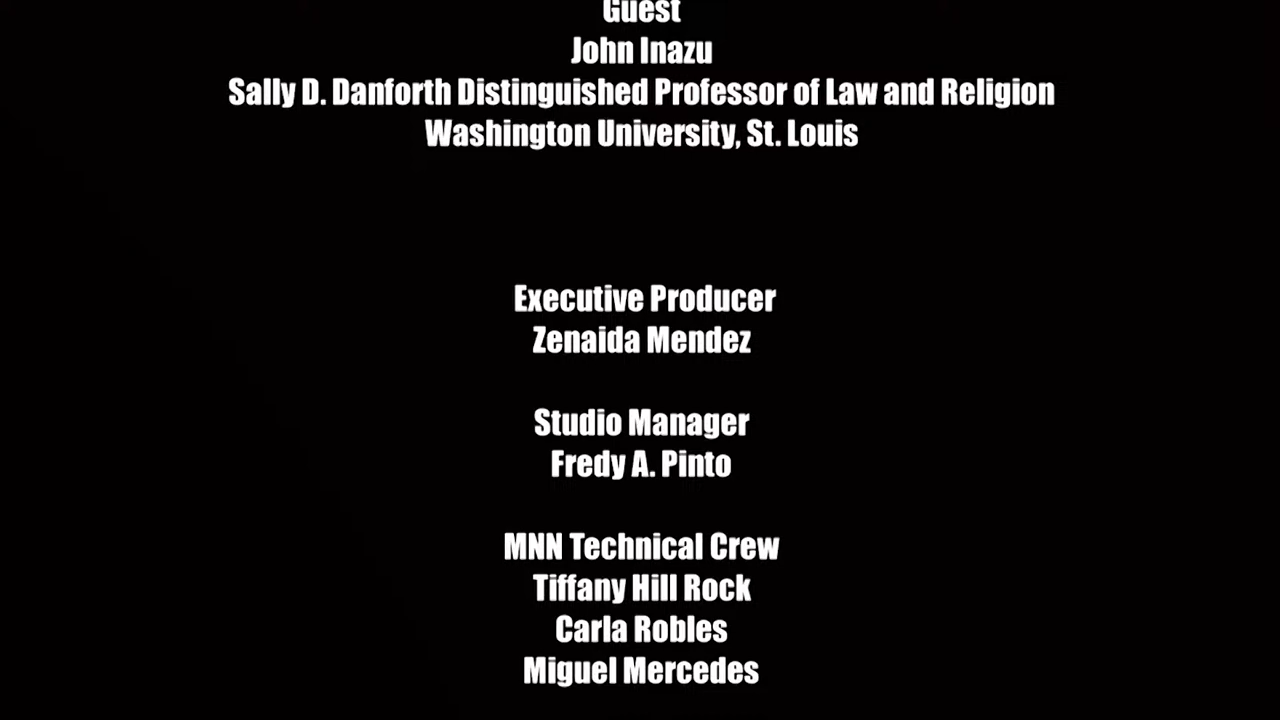 Guest
John Inazu
Sally D. Danforth Distinguished Professor of Law and Religion
Washington University, St. Louis
Executive Producer
Zenaida Mendez
Studio Manager
Fredy A. Pinto
MNN Technical Crew
Tiffany Hill Rock
Carla Robles
Miguel Mercedes